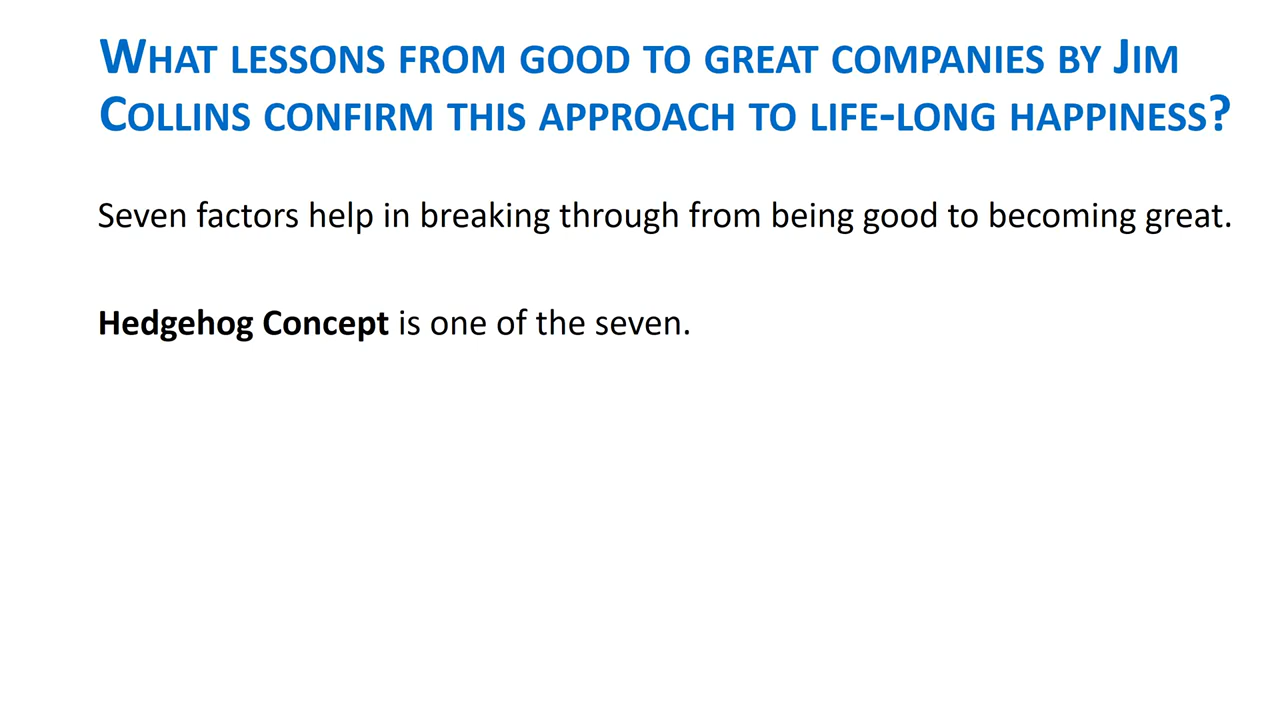 What lessons from good to great companies by Jim
Collins confirm this approach to life-long happiness?
Seven factors help in breaking through from being good to becoming great.
Hedgehog Concept is one of the seven.